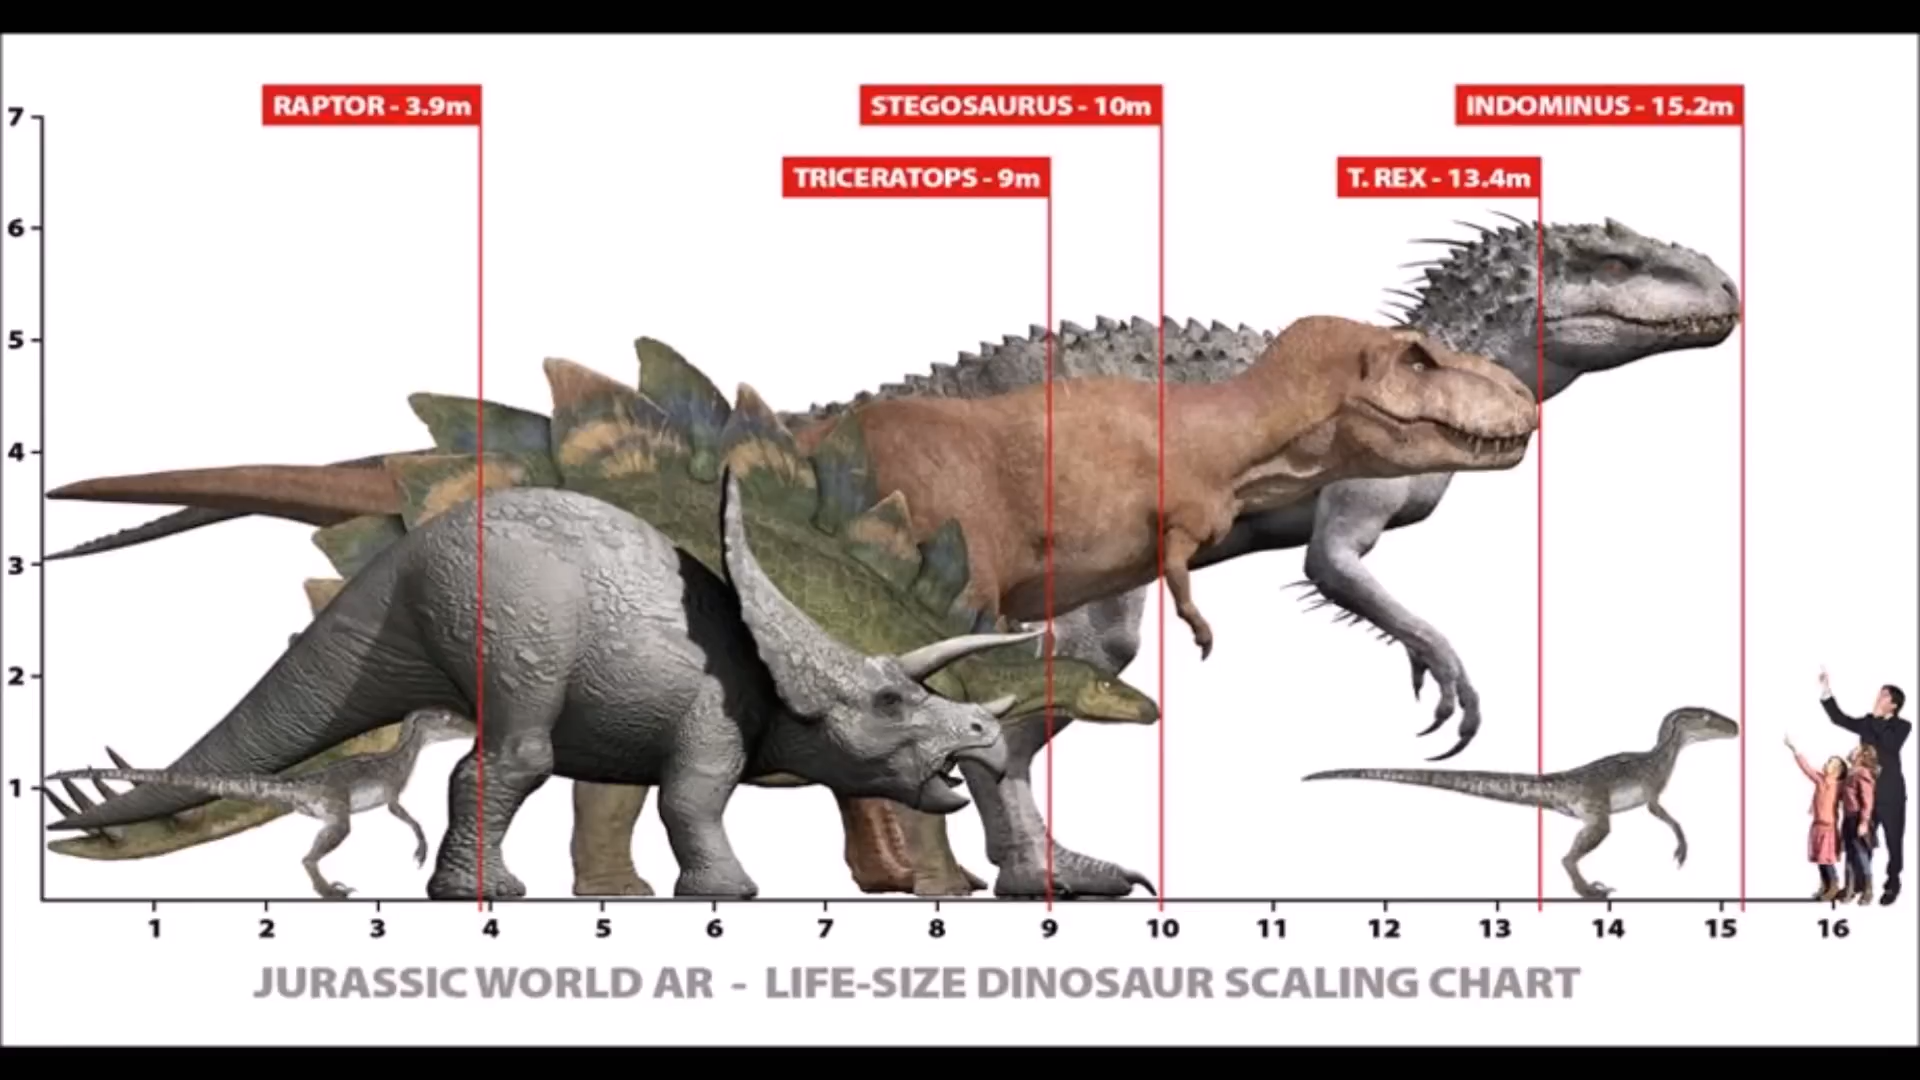 RAPTOR - 3.9m
STEGOSAURUS - 10m
INDOMINUS - 15.2m
TRICERATOPS - 9m
T. REX - 13.4m
7
6
5
4
3
2
1
1 2 3 4 5 6 7 8 9 10 11 12 13 14 15 16
JURASSIC WORLD AR - LIFE-SIZE DINOSAUR SCALING CHART